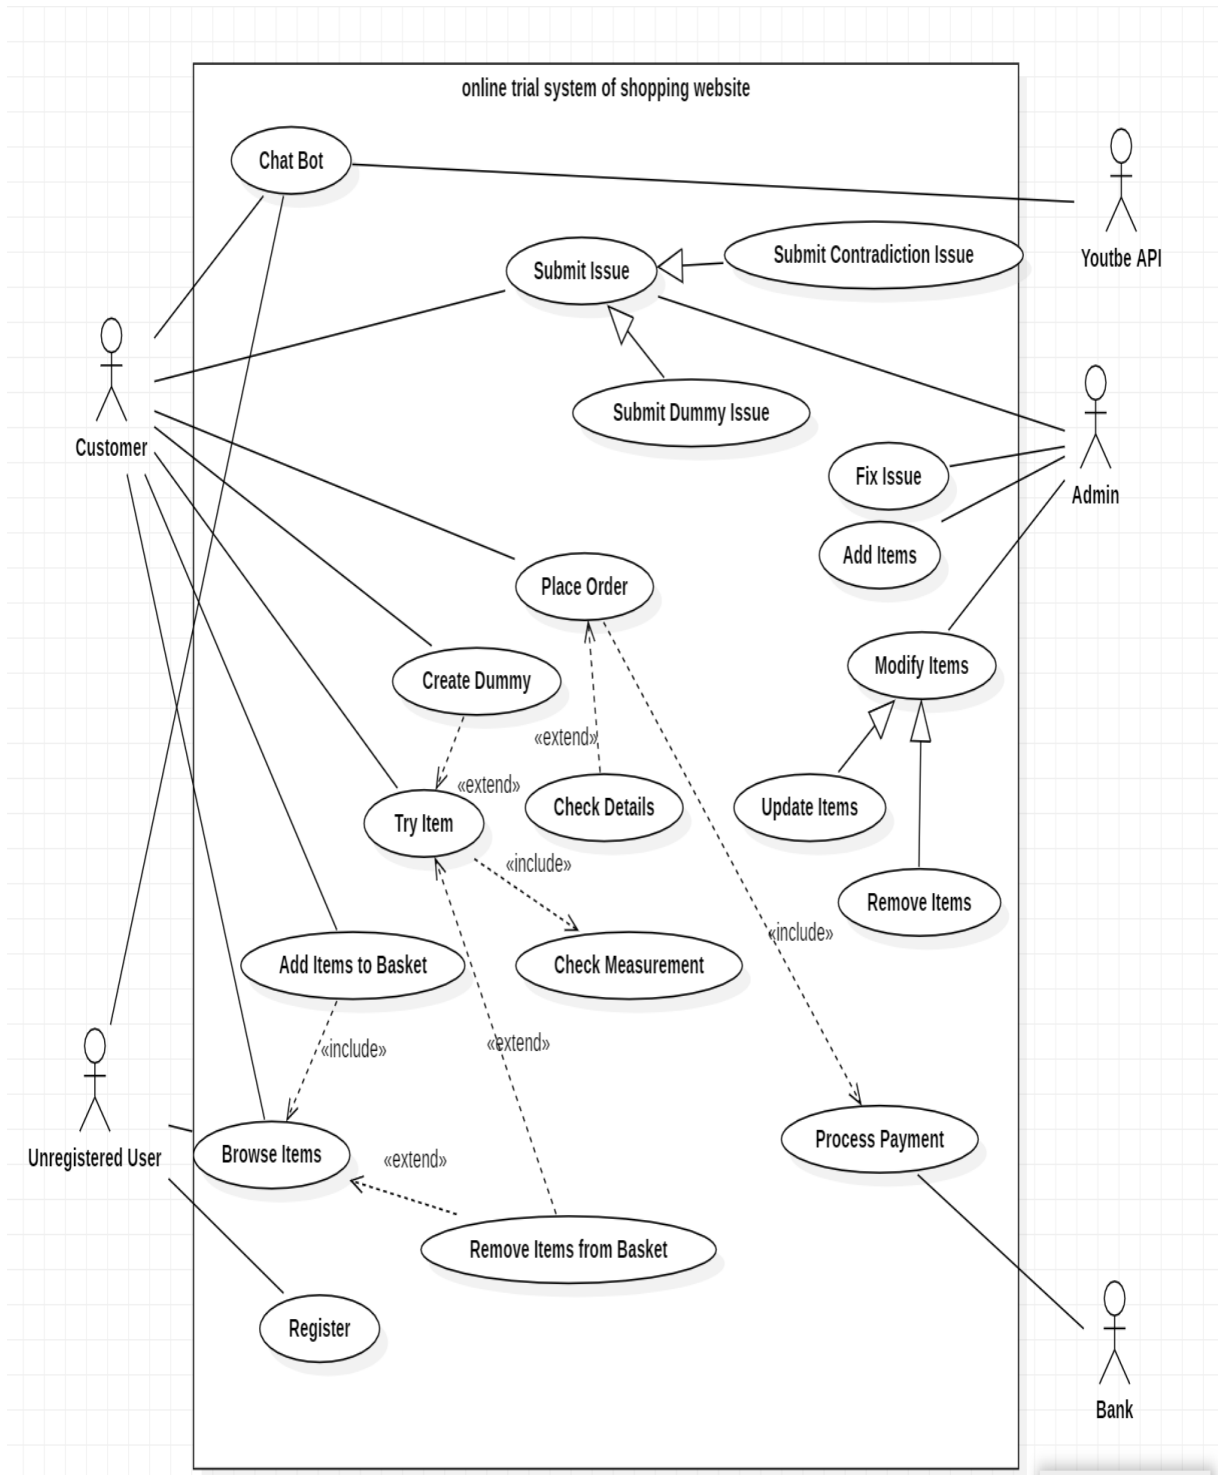 online trial system of shopping website
Chat Bot
Youtbe API
Submit Contradiction Issue
Submit Issue
Customer
Submit Dummy Issue
Fix Issue
Admin
Add Items
Place Order
Modify Items
Create Dummy
«extend»
«extend»
Check Details
Update Items
Try Item
«include»
Remove Items
«include»
Add Items to Basket
Check Measurement
«extend»
«include»
Process Payment
Unregistered User
Browse Items
«extend»
Remove Items from Basket
Register
Bank